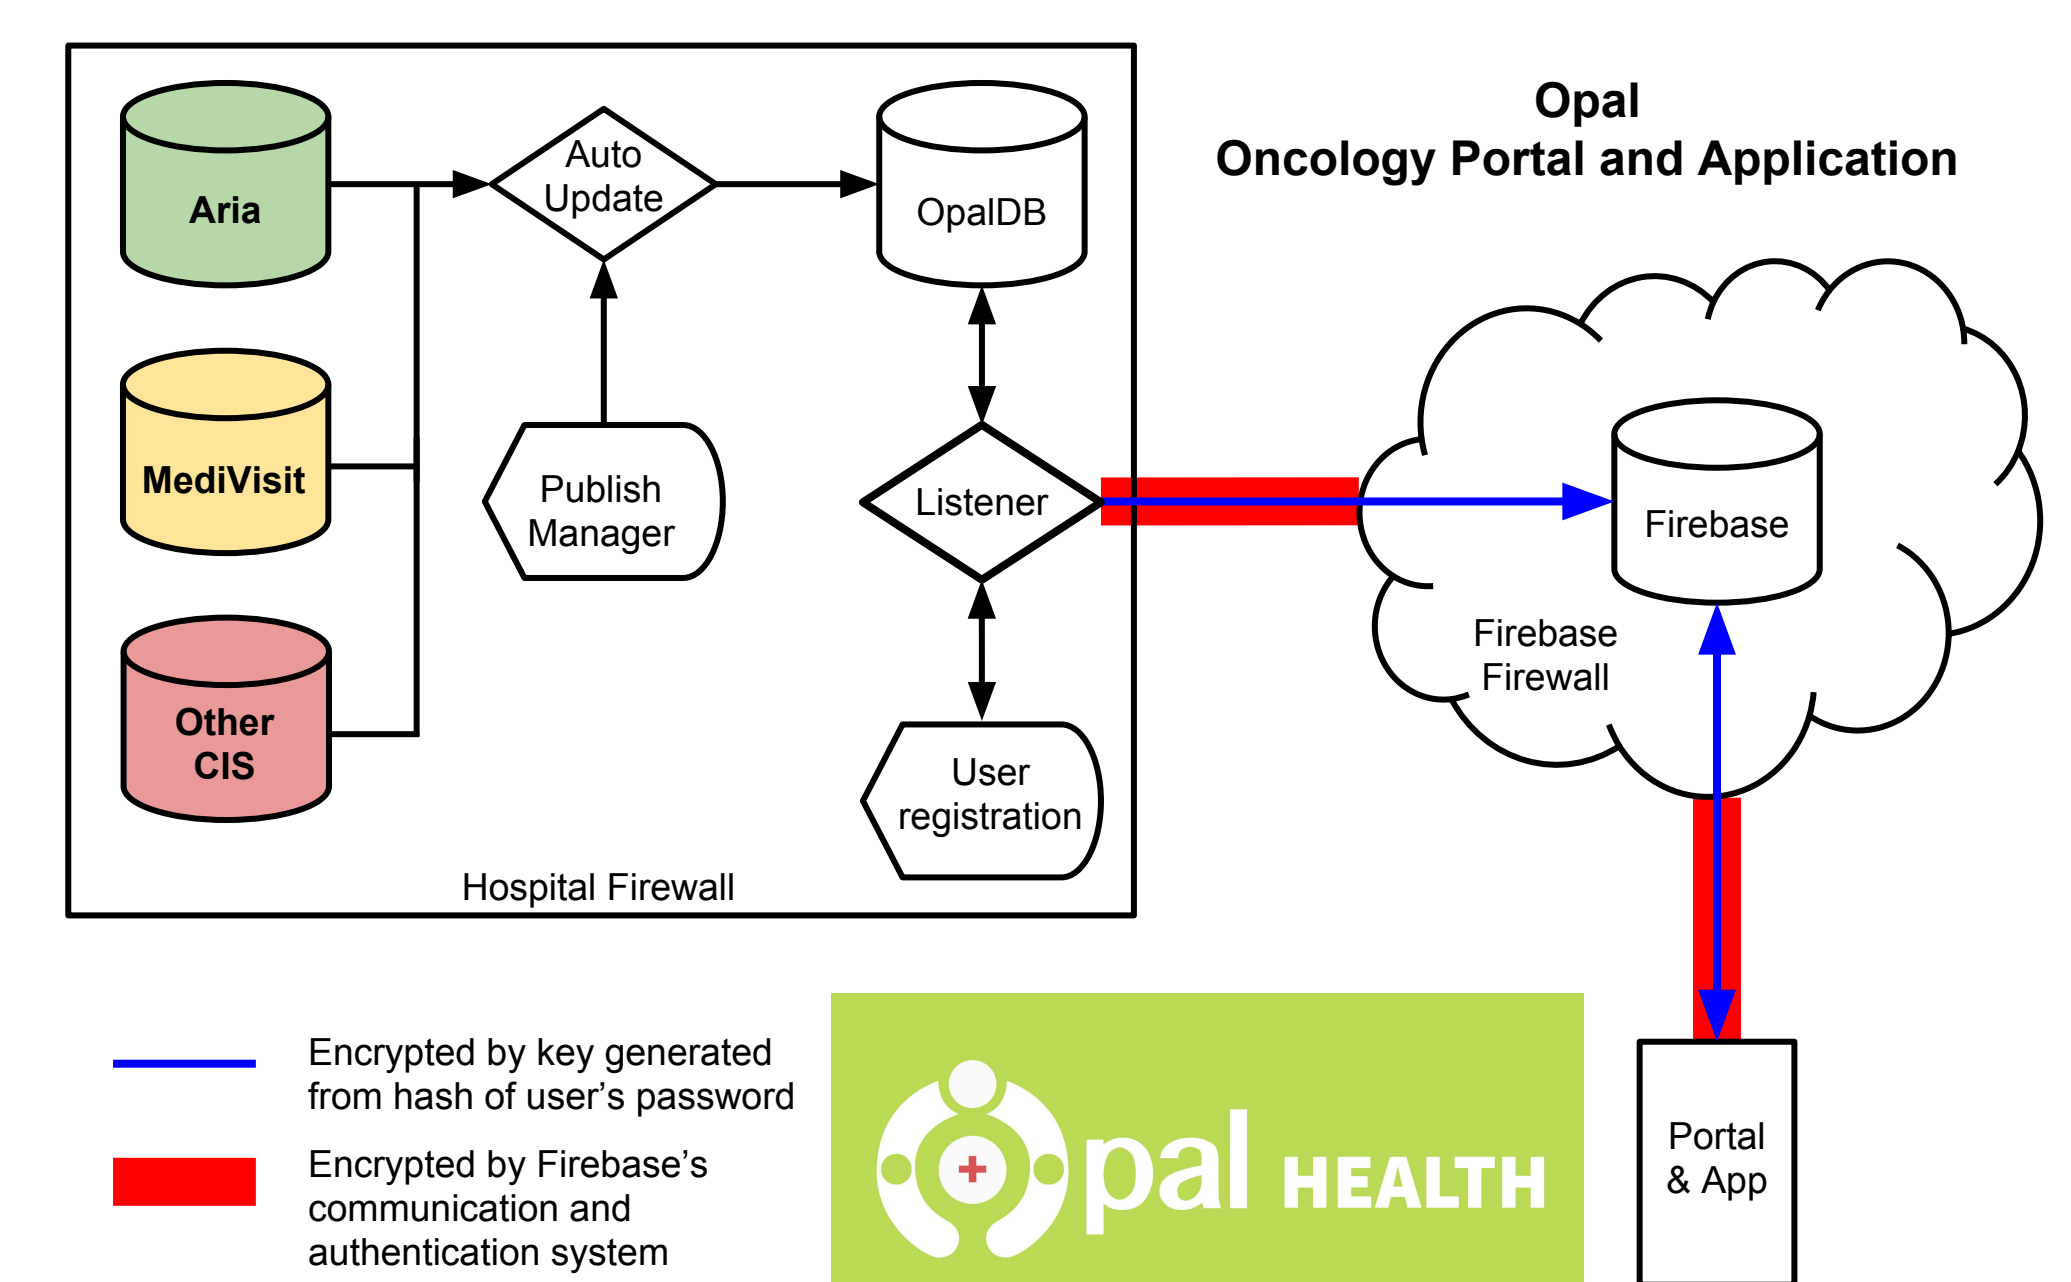 Opal
Oncology Portal and Application
Aria
Auto
Update
OpalDB
MediVisit
Publish
Manager
Listener
Firebase
Firebase
Firewall
Other
CIS
User
registration
Hospital Firewall
Encrypted by key generated
from hash of user's password
Encrypted by Firebase's
communication and
authentication system
Opal HEALTH
Portal
& App